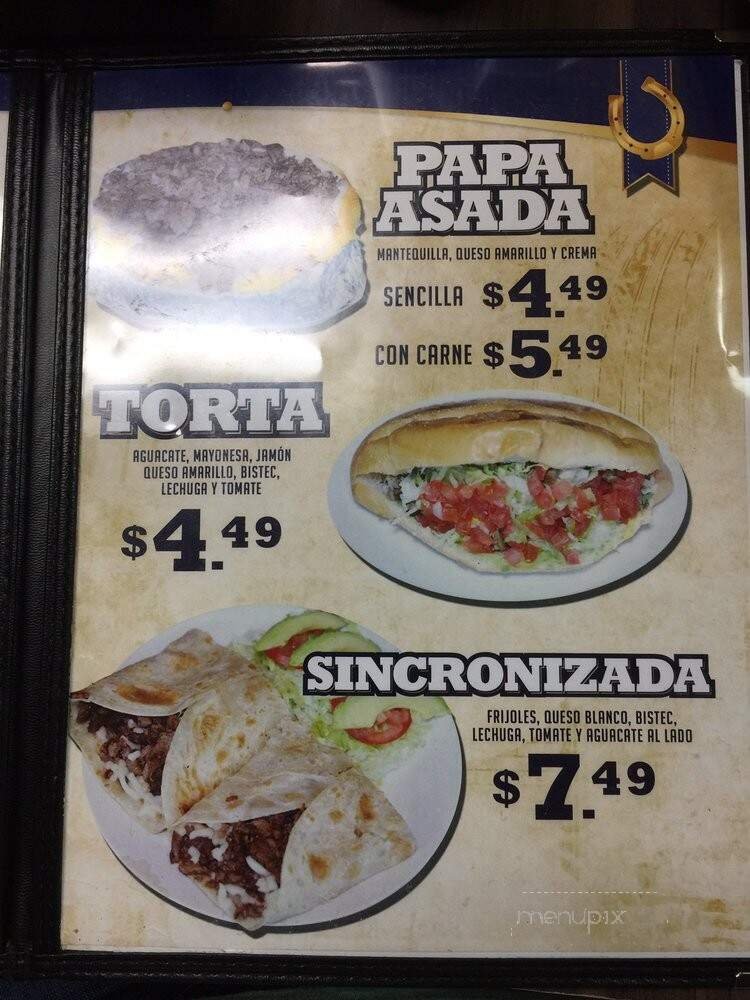 PAPA
ASADA
MANTEQUILLA, QUESO AMARILLO Y CREMA
SENCILLA $4.49
CON CARNE $5.49
TORTA
AGUACATE, MAYONESA, JAMÓN
QUESO AMARILLO, BISTEC,
LECHUGA Y TOMATE
$4.49
SINCRONIZADA
FRIJOLES, QUESO BLANCO, BISTEC,
LECHUGA, TOMATE Y AGUACATE AL LADO
$7.49
menupix